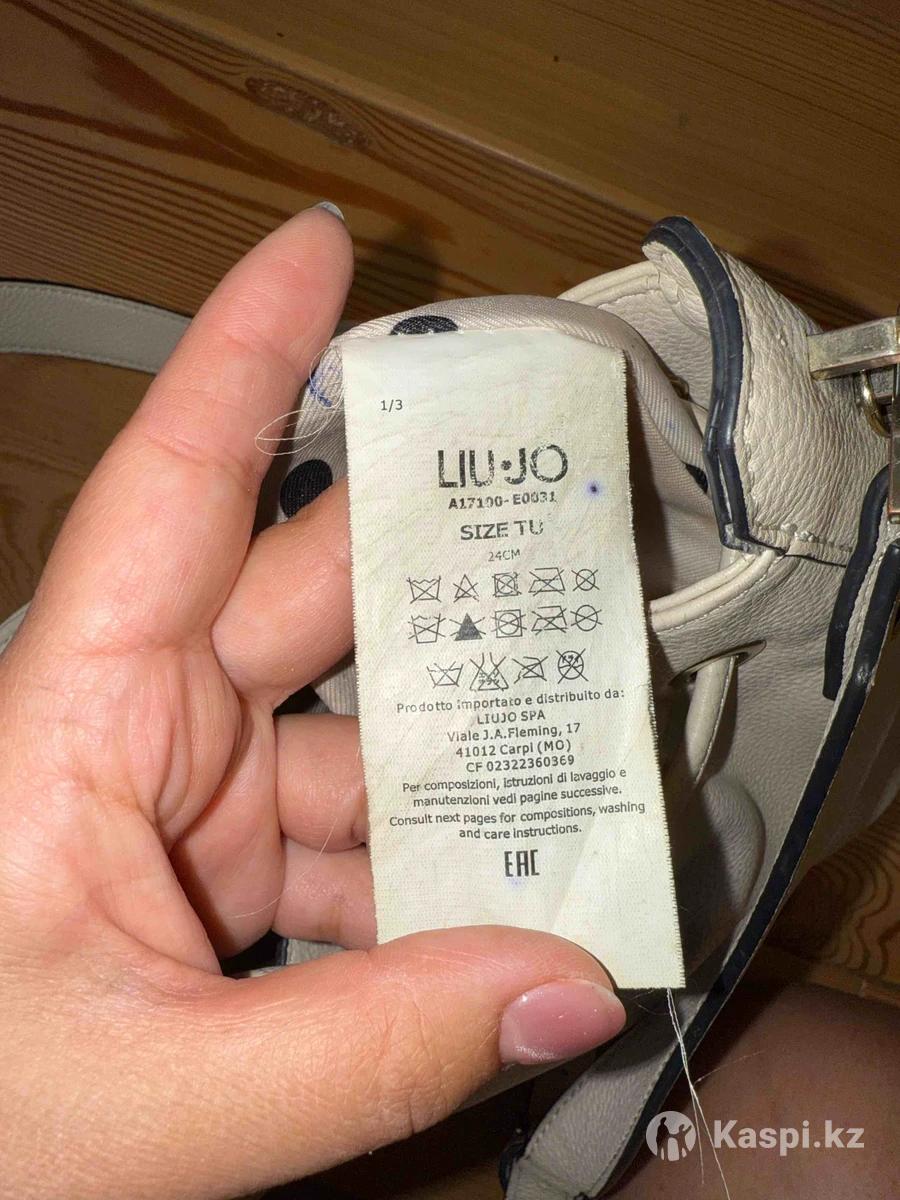 1/3
LIU·JO
A17100-E0031
SIZE TU
24CM
Prodotto importato e distribuito da:
LIUJO SPA
Viale J.A.Fleming, 17
41012 Carpi (MO)
CF 02322360369
Per composizioni, istruzioni di lavaggio e
manutenzioni vedi pagine successive.
Consult next pages for compositions, washing
and care instructions.
EAC
Kaspi.kz